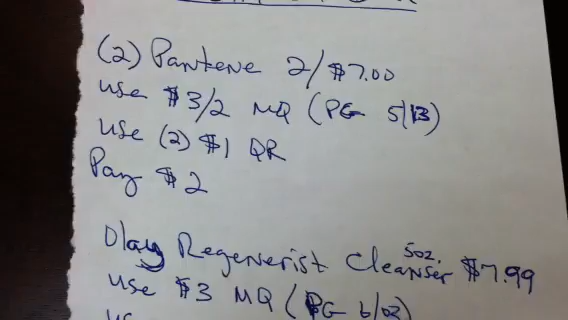 (2) Pantene 2/$7.00
use $3/2 MQ (PG 5/13)
use (2) $1 QR
Pay $2
Olay Regenerist Cleanser 5oz. $7.99
use $3 MQ (PG 6/02)